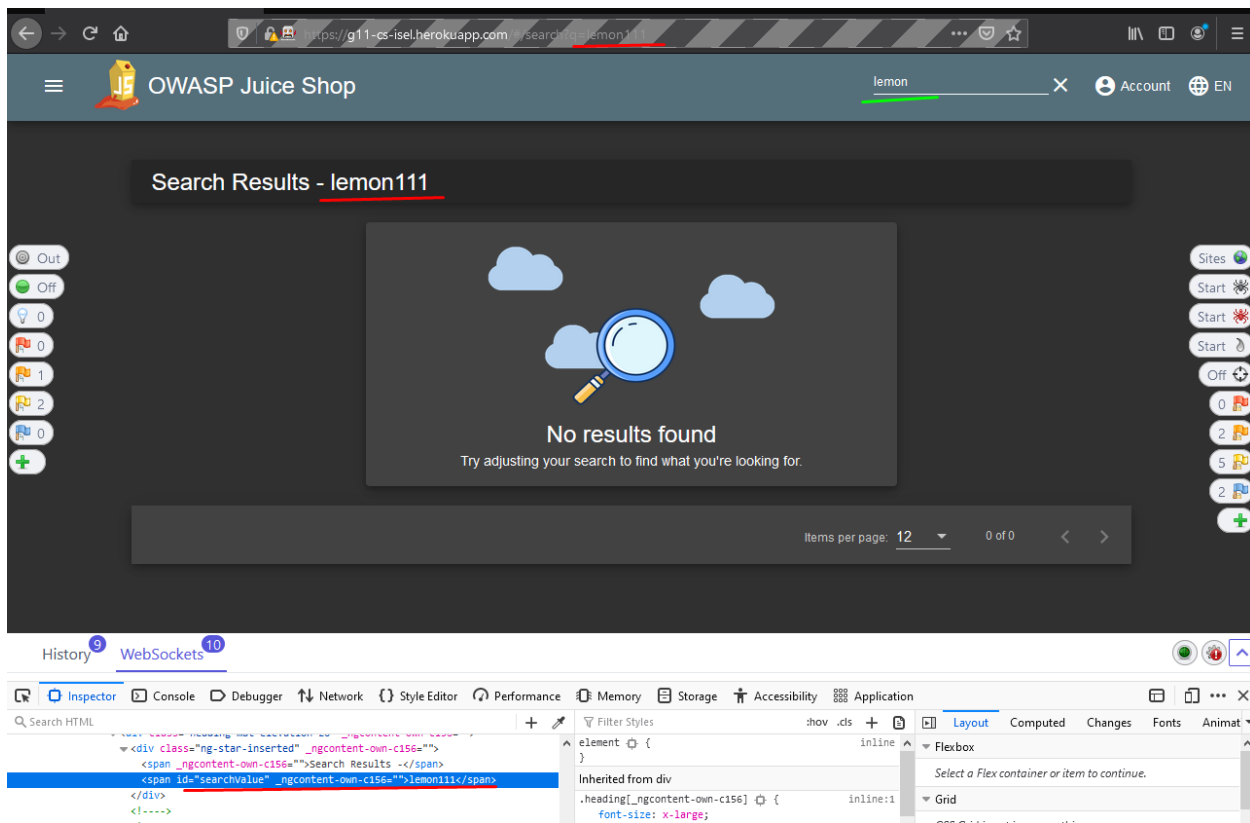 https://g11-cs-isel.herokuapp.com/#/search?q=lemon111
OWASP Juice Shop
lemon
Account
EN
Search Results - lemon111
Out
Off
0
0
1
2
0
Sites
Start
Start
Start
Off
0
2
5
2
No results found
Try adjusting your search to find what you're looking for.
Items per page: 12
0 of 0
History 9
WebSockets 10
Inspector Console Debugger Network Style Editor Performance Memory Storage Accessibility Application
Search HTML
Filter Styles
:hov .cls
Layout Computed Changes Fonts Animat
<div class="ng-star-inserted" _ngcontent-own-c156="">
<span _ngcontent-own-c156="">Search Results -</span>
<span id="searchValue" _ngcontent-own-c156="">lemon111</span>
</div>
<!---->
element { inline
}
Inherited from div
.heading[_ngcontent-own-c156] { inline:1
font-size: x-large;
Flexbox
Select a Flex container or item to continue.
Grid